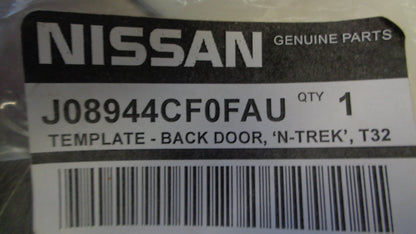 NISSAN GENUINE PARTS
J08944CF0FAU QTY 1
TEMPLATE - BACK DOOR, 'N-TREK', T32